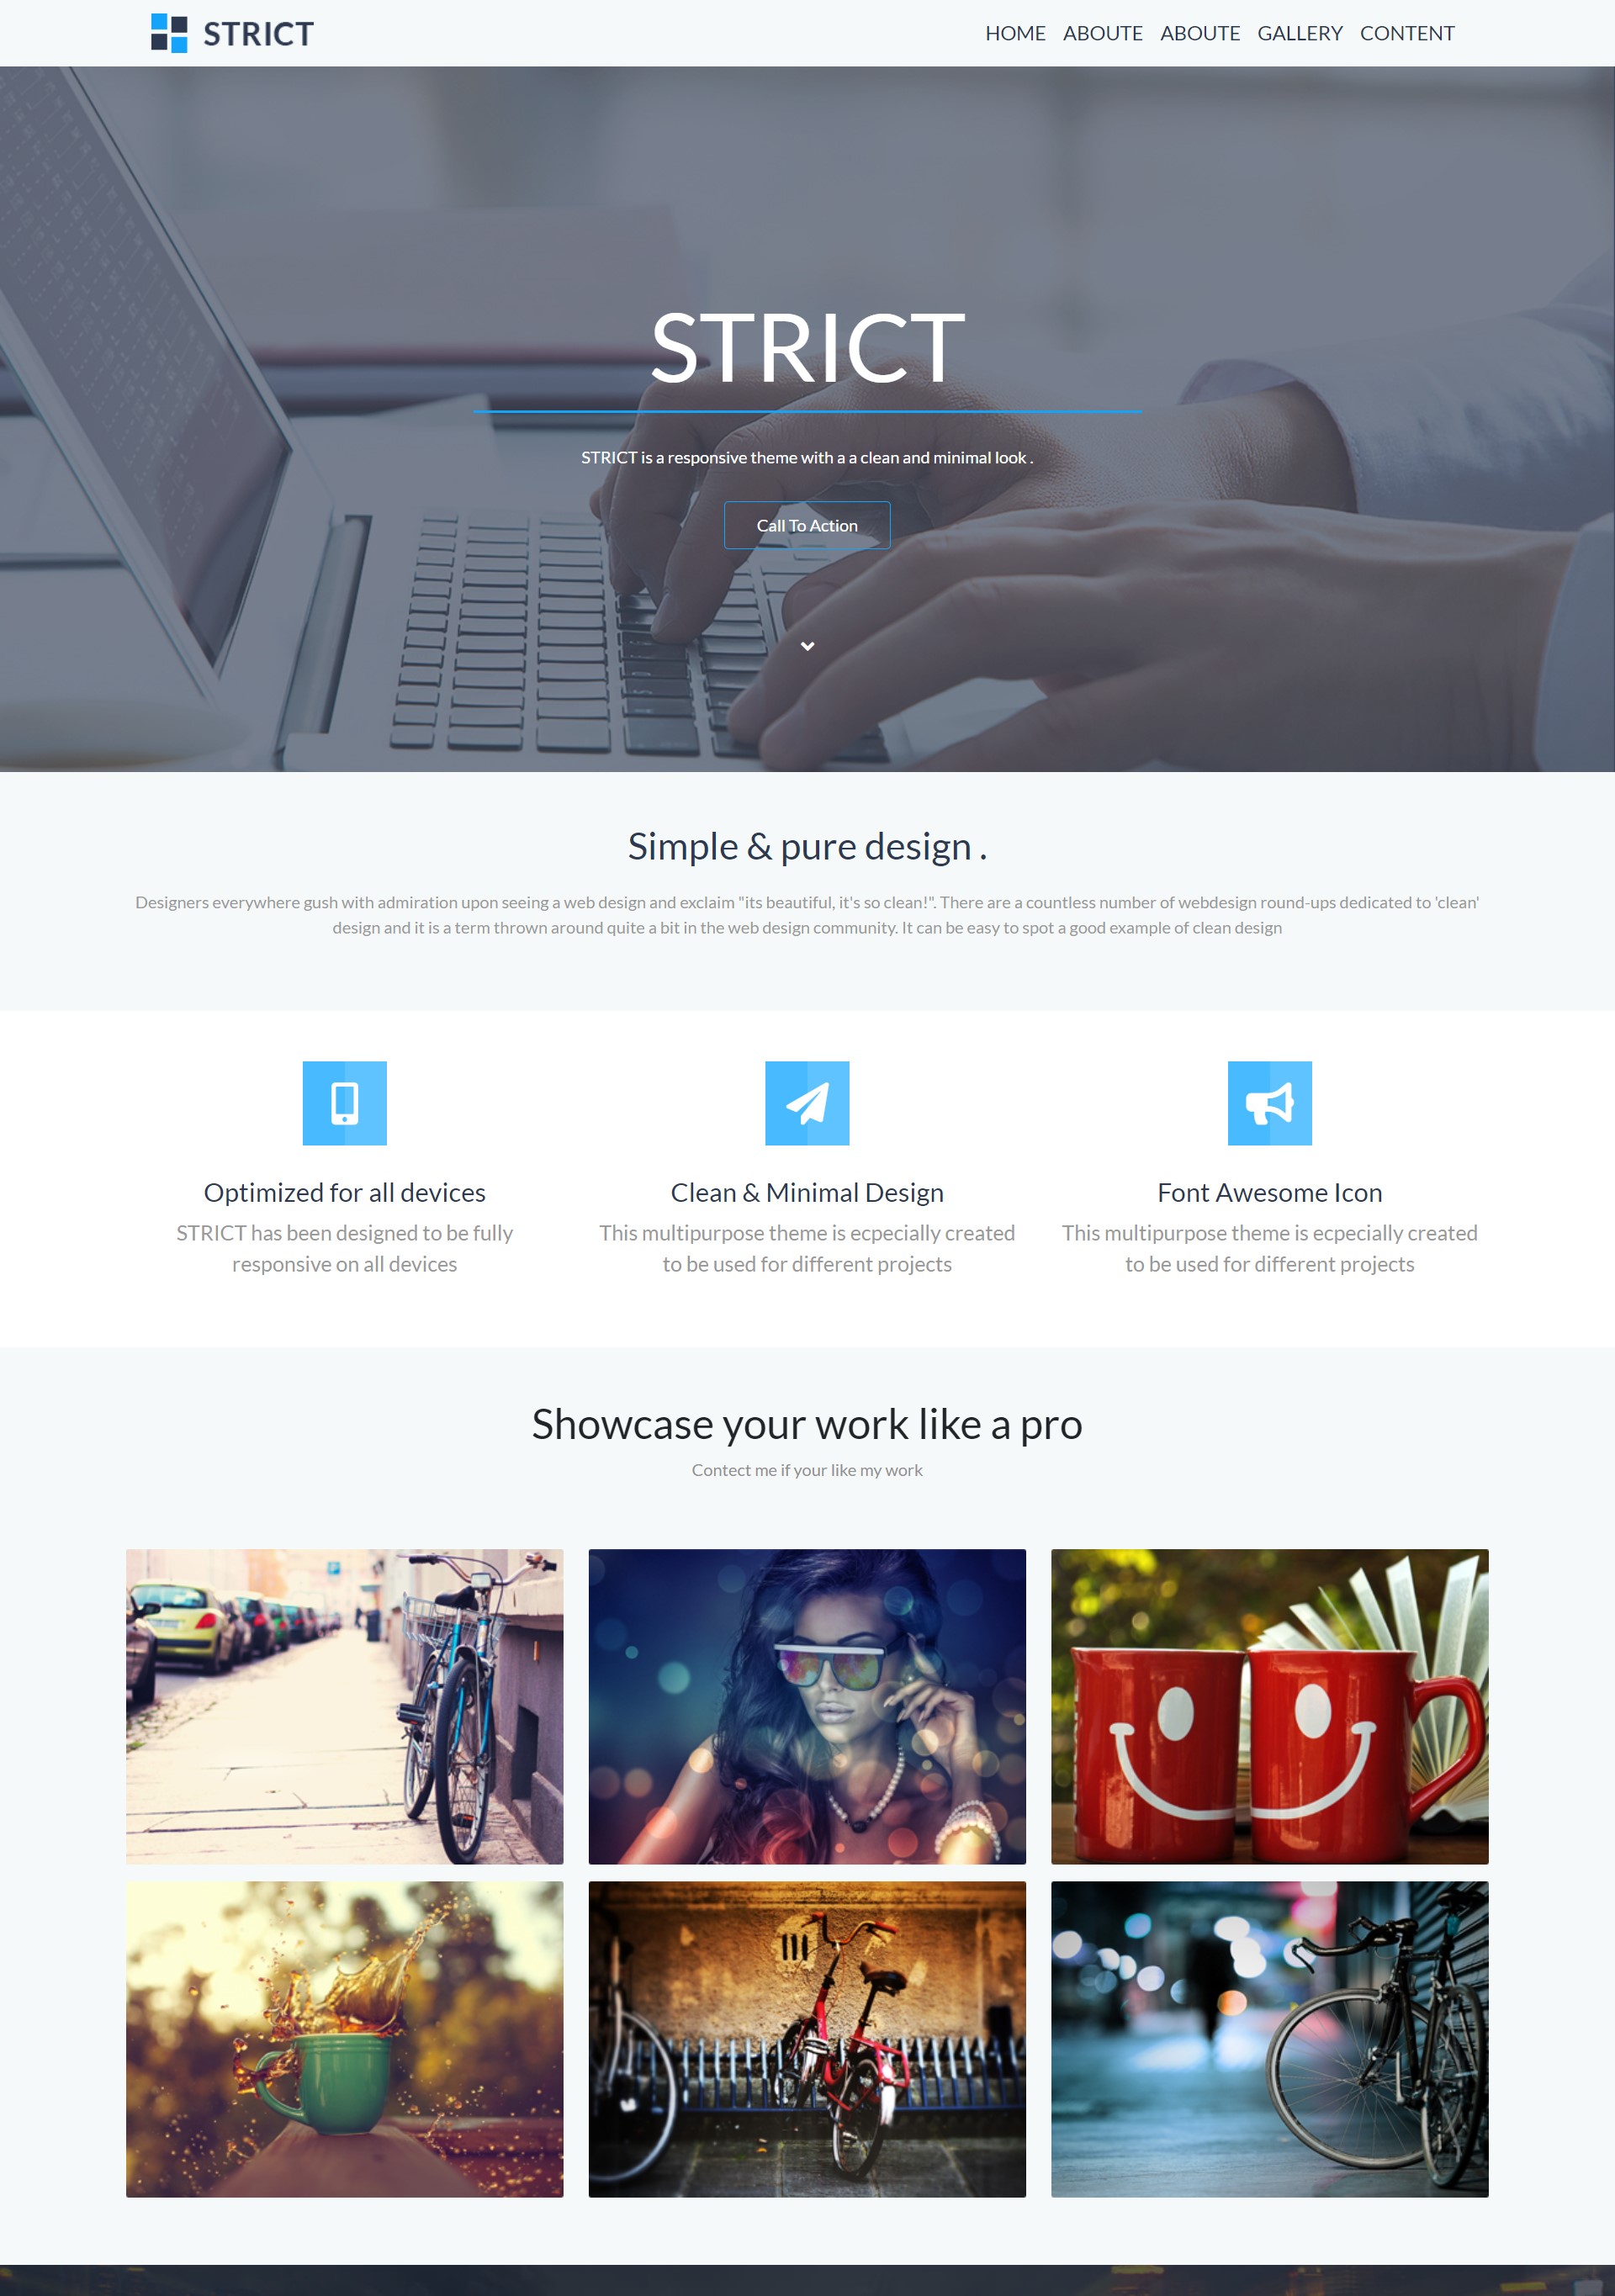 STRICT
HOME ABOUTE ABOUTE GALLERY CONTENT
STRICT
STRICT is a responsive theme with a a clean and minimal look .
Call To Action
Simple & pure design .
Designers everywhere gush with admiration upon seeing a web design and exclaim "its beautiful, it's so clean!". There are a countless number of webdesign round-ups dedicated to 'clean'
design and it is a term thrown around quite a bit in the web design community. It can be easy to spot a good example of clean design
Optimized for all devices
STRICT has been designed to be fully
responsive on all devices
Clean & Minimal Design
This multipurpose theme is ecpecially created
to be used for different projects
Font Awesome Icon
This multipurpose theme is ecpecially created
to be used for different projects
Showcase your work like a pro
Contect me if your like my work